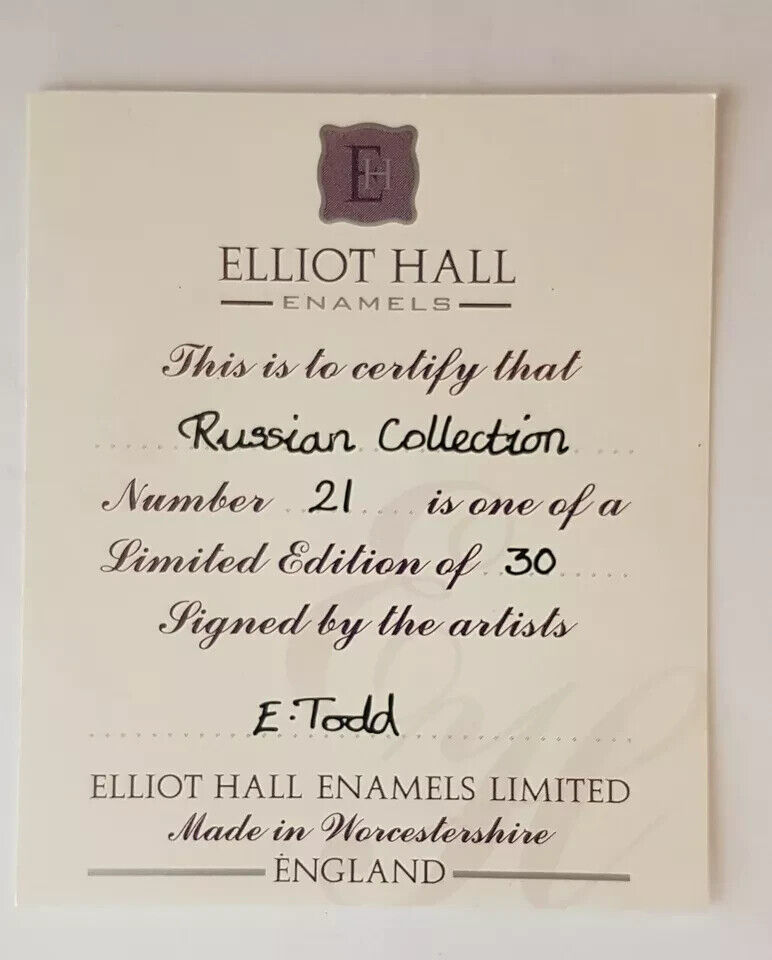 EH
ELLIOT HALL
ENAMELS
This is to certify that
Russian Collection
Number 21 is one of a
Limited Edition of 30
Signed by the artists
E. Todd
ELLIOT HALL ENAMELS LIMITED
Made in Worcestershire
ENGLAND